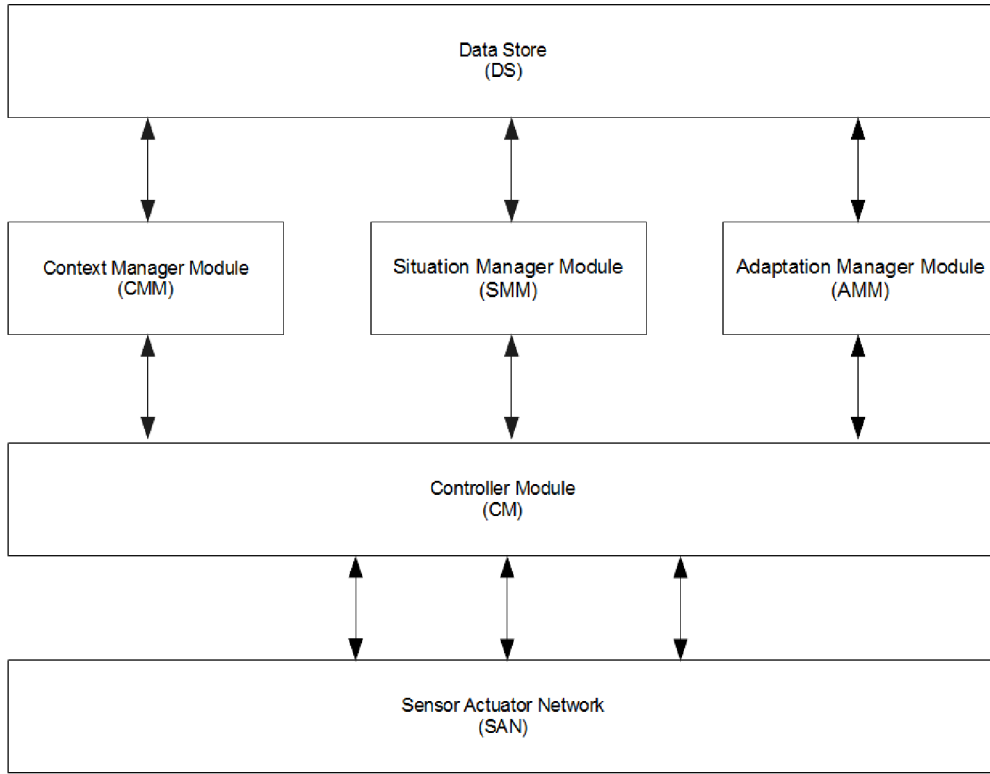 Data Store
(DS)
Context Manager Module
(CMM)
Situation Manager Module
(SMM)
Adaptation Manager Module
(AMM)
Controller Module
(CM)
Sensor Actuator Network
(SAN)